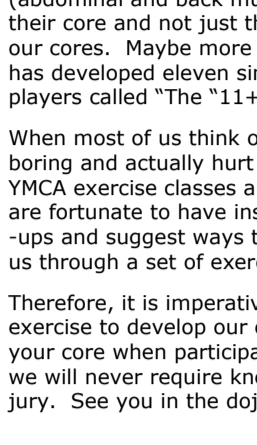 (abdominal and back mu
their core and not just th
our cores.  Maybe more
has developed eleven si
players called “The “11+
When most of us think o
boring and actually hurt
YMCA exercise classes a
are fortunate to have ins
-ups and suggest ways t
us through a set of exer
Therefore, it is imperativ
exercise to develop our
your core when participa
we will never require kn
jury.  See you in the doj